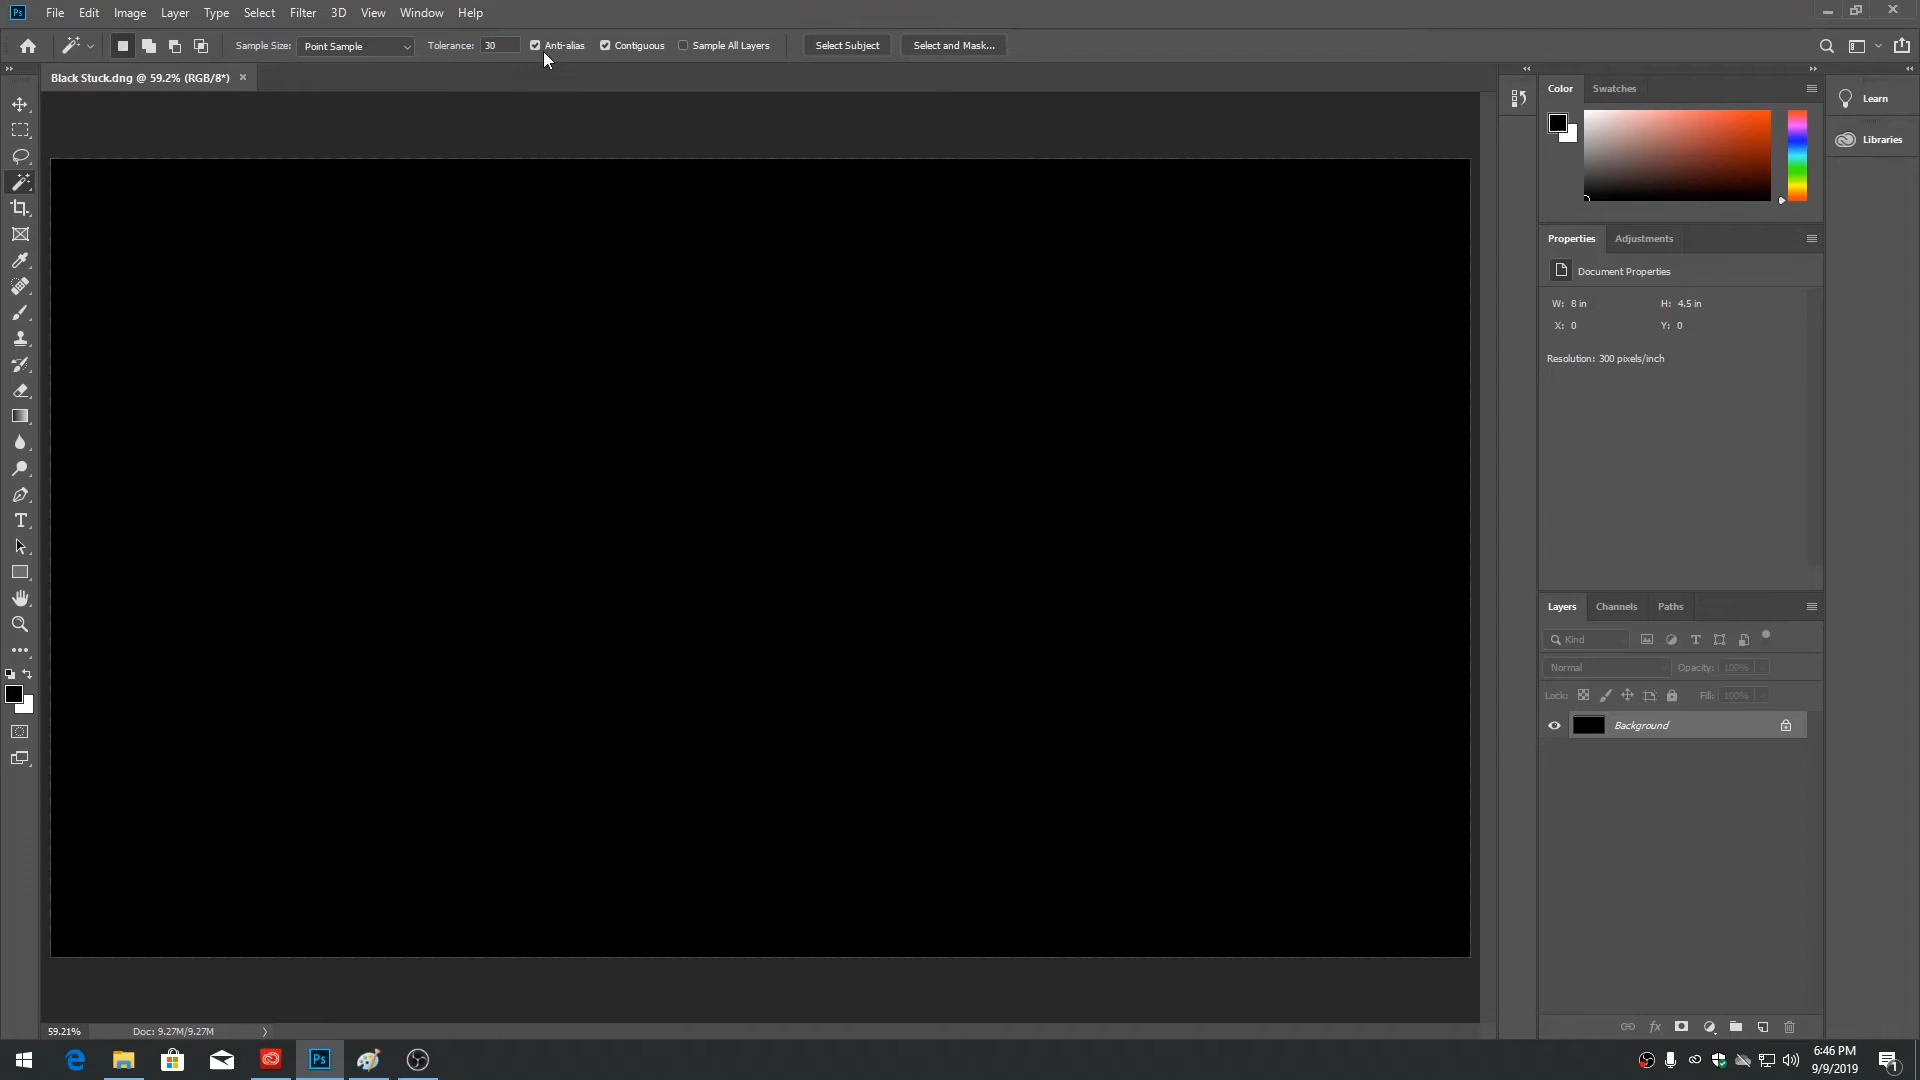 Ps File Edit Image Layer Type Select Filter 3D View Window Help
Sample Size: Point Sample Tolerance: 30 Anti-alias Contiguous Sample All Layers Select Subject Select and Mask...
Black Stuck.dng @ 59.2% (RGB/8*) ×
Color Swatches
Learn
Libraries
Properties Adjustments
Document Properties
W: 8 in H: 4.5 in
X: 0 Y: 0
Resolution: 300 pixels/inch
Layers Channels Paths
Kind
Normal Opacity: 100%
Lock: Fill: 100%
Background
fx
59.21% Doc: 9.27M/9.27M
Ps
6:46 PM
9/9/2019
1